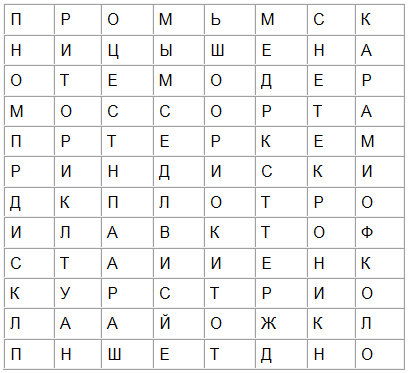 П Р О М Ь М С К
Н И Ц Ы Ш Е Н А
О Т Е М О Д Е Р
М О С С О Р Т А
П Р Т Е Р К Е М
Р И Н Д И С К И
Д К П Л О Т Р О
И Л А В К Т О Ф
С Т А И И Е Н К
К У Р С Т Р И О
Л А А Й О Ж К Л
П Н Ш Е Т Д Н О